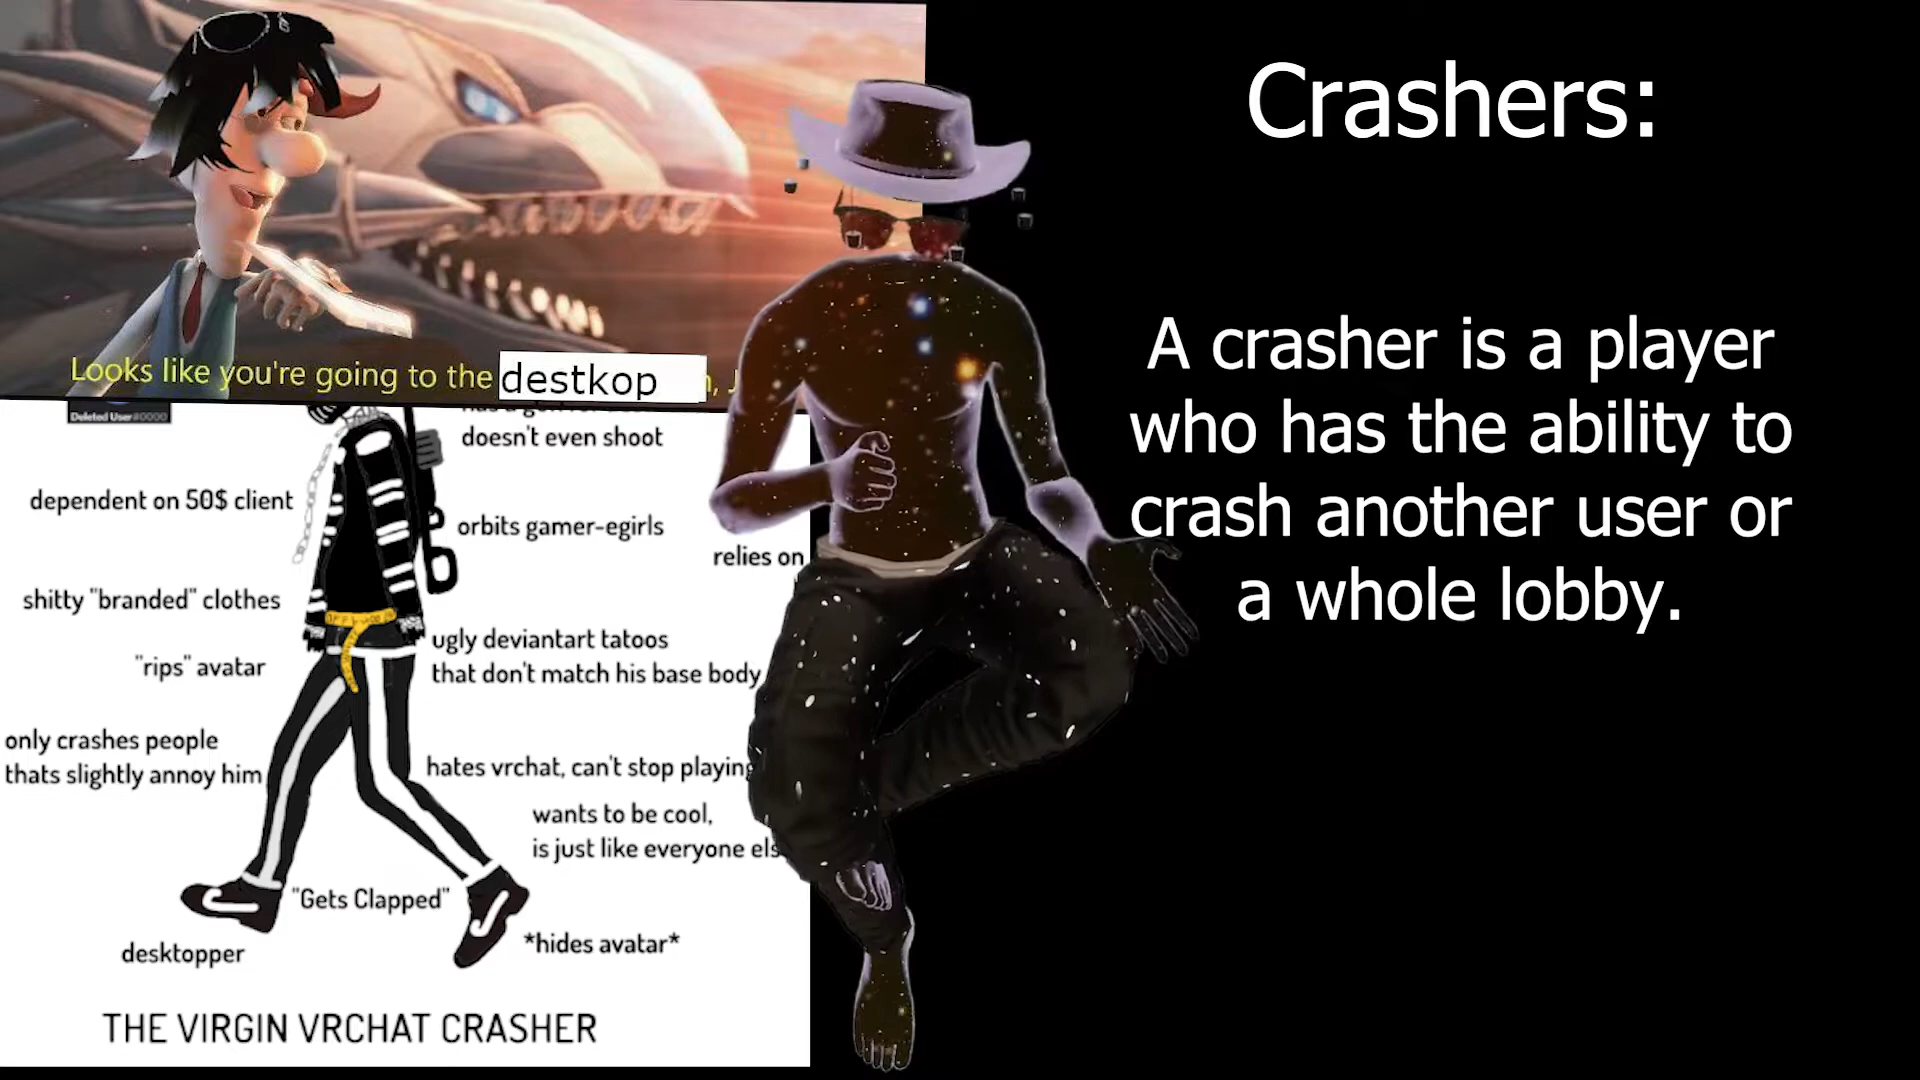 Crashers:
A crasher is a player
who has the ability to
crash another user or
a whole lobby.
Looks like you're going to the destkop
Deleted User#0000
doesn't even shoot
dependent on 50$ client
orbits gamer-egirls
relies on
shitty "branded" clothes
ugly deviantart tatoos
that don't match his base body
"rips" avatar
only crashes people
thats slightly annoy him
hates vrchat, can't stop playing
wants to be cool,
is just like everyone els
"Gets Clapped"
*hides avatar*
desktopper
THE VIRGIN VRCHAT CRASHER